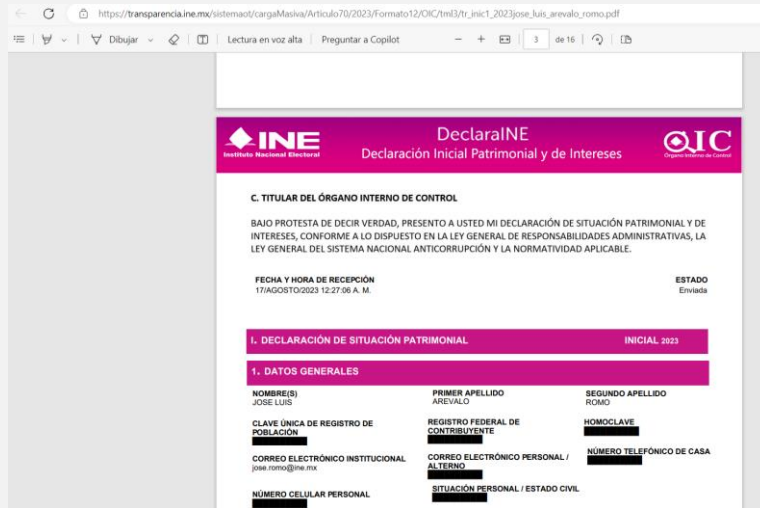 https://transparencia.ine.mx/sistemaot/cargaMasiva/Articulo70/2023/Formato12/OIC/tml3/tr_inic1_2023jose_luis_arevalo_romo.pdf
Dibujar Lectura en voz alta Preguntar a Copilot 3 de 16
INE
Instituto Nacional Electoral
DeclaraINE
Declaración Inicial Patrimonial y de Intereses
OIC
Órgano Interno de Control
C. TITULAR DEL ÓRGANO INTERNO DE CONTROL
BAJO PROTESTA DE DECIR VERDAD, PRESENTO A USTED MI DECLARACIÓN DE SITUACIÓN PATRIMONIAL Y DE
INTERESES, CONFORME A LO DISPUESTO EN LA LEY GENERAL DE RESPONSABILIDADES ADMINISTRATIVAS, LA
LEY GENERAL DEL SISTEMA NACIONAL ANTICORRUPCIÓN Y LA NORMATIVIDAD APLICABLE.
FECHA Y HORA DE RECEPCIÓN
17/AGOSTO/2023 12:27:06 A. M.
ESTADO
Enviada
I. DECLARACIÓN DE SITUACIÓN PATRIMONIAL INICIAL 2023
1. DATOS GENERALES
NOMBRE(S)
JOSE LUIS
PRIMER APELLIDO
AREVALO
SEGUNDO APELLIDO
ROMO
CLAVE ÚNICA DE REGISTRO DE
POBLACIÓN
REGISTRO FEDERAL DE
CONTRIBUYENTE
HOMOCLAVE
CORREO ELECTRÓNICO INSTITUCIONAL
jose.romo@ine.mx
CORREO ELECTRÓNICO PERSONAL /
ALTERNO
NÚMERO TELEFÓNICO DE CASA
NÚMERO CELULAR PERSONAL
SITUACIÓN PERSONAL / ESTADO CIVIL